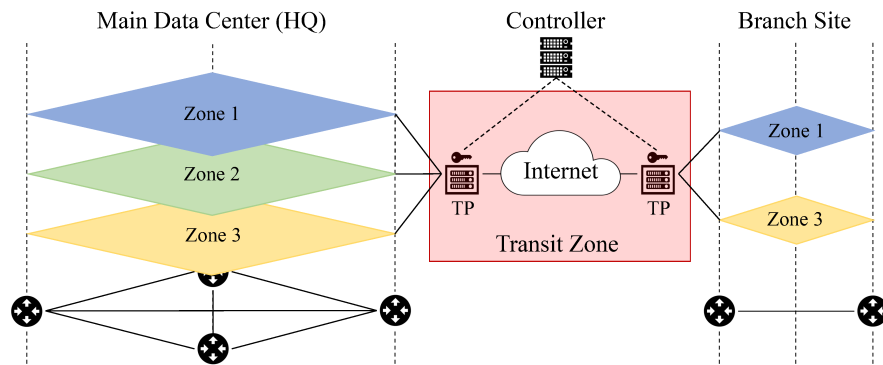 Main Data Center (HQ)
Controller
Branch Site
Zone 1
Zone 2
Zone 3
Internet
TP
TP
Transit Zone
Zone 1
Zone 3